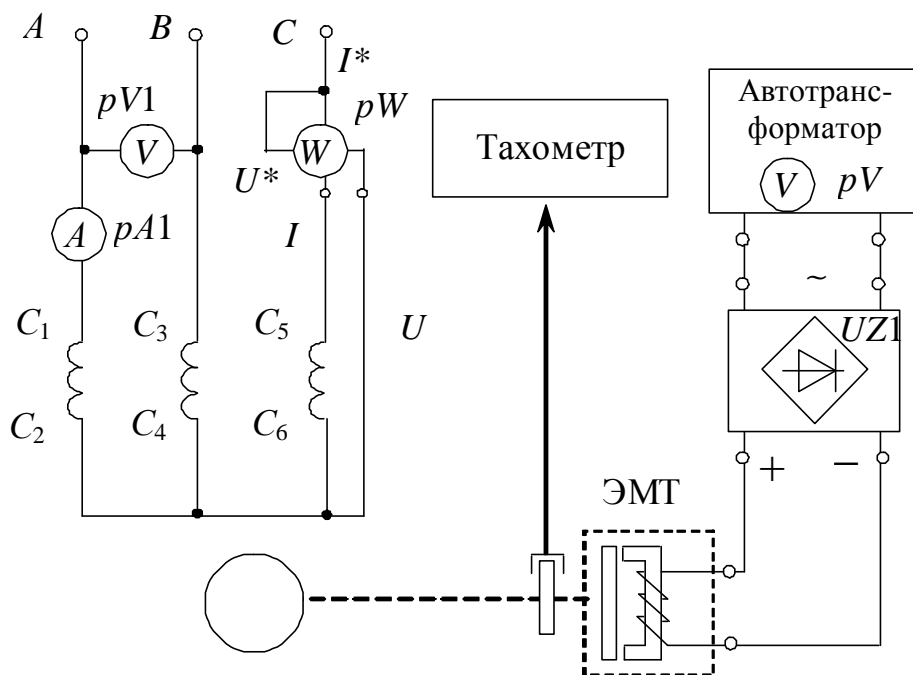 A
B
C
I*
pV1
V
pW
W
U*
A
pA1
I
C₁
C₃
C₅
U
C₂
C₄
C₆
Тахометр
Автотранс-
форматор
V
pV
~
UZ1
+
−
ЭМТ